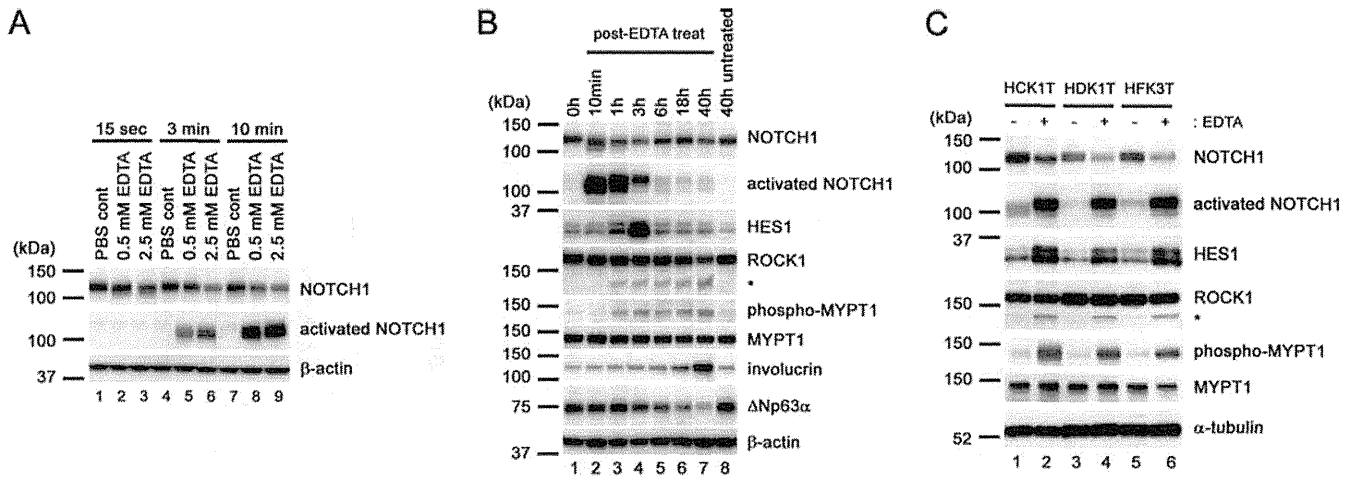 A
15 sec 3 min 10 min
PBS cont
0.5 mM EDTA
2.5 mM EDTA
PBS cont
0.5 mM EDTA
2.5 mM EDTA
PBS cont
0.5 mM EDTA
2.5 mM EDTA
(kDa)
150
100
NOTCH1
100
activated NOTCH1
37
β-actin
1 2 3 4 5 6 7 8 9
B
post-EDTA treat
0h
10min
1h
3h
6h
18h
40h
40h untreated
(kDa)
150
100
NOTCH1
100
activated NOTCH1
37
HES1
ROCK1
150
*
150
phospho-MYPT1
150
MYPT1
150
100
involucrin
75
ΔNp63α
37
β-actin
1 2 3 4 5 6 7 8
C
HCK1T HDK1T HFK3T
- + - + - + : EDTA
(kDa)
150
100
NOTCH1
100
activated NOTCH1
37
HES1
150
ROCK1
*
150
phospho-MYPT1
150
MYPT1
52
α-tubulin
1 2 3 4 5 6